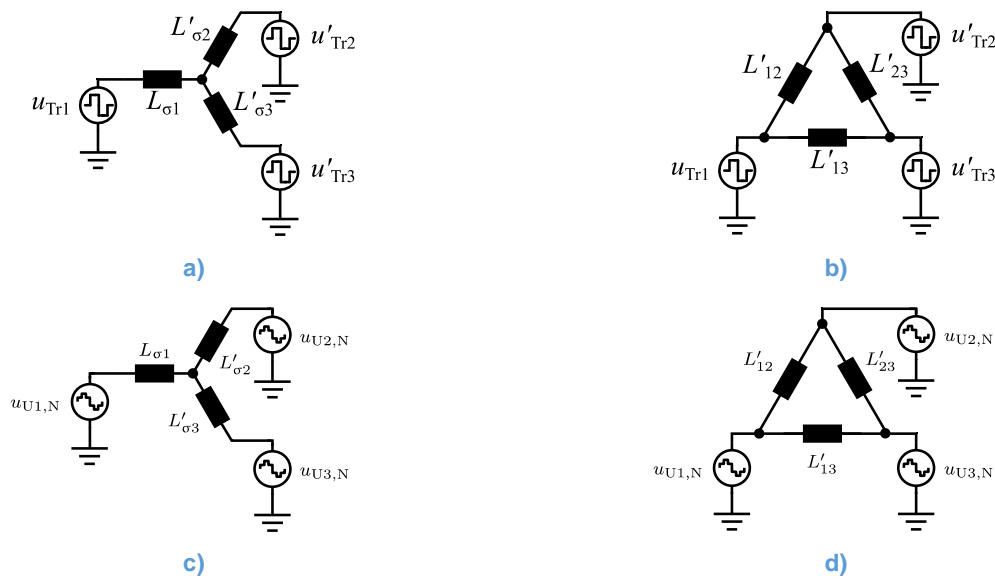 L'σ2
u'Tr2
uTr1
Lσ1
L'σ3
u'Tr3
a)
u'Tr2
L'12
L'23
uTr1
L'13
u'Tr3
b)
uU2,N
Lσ1
L'σ2
uU1,N
L'σ3
uU3,N
c)
uU2,N
L'12
L'23
uU1,N
L'13
uU3,N
d)